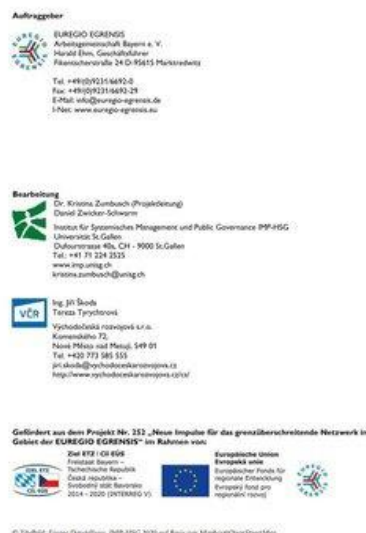 Auftraggeber
EUREGIO EGRENSIS
EUREGIO EGRENSIS
Arbeitsgemeinschaft Bayern e. V.
Harald Ehm, Geschäftsführer
Fikentscherstraße 24 D-95615 Marktredwitz
Tel. +49/(0)9231/6692-0
Fax: +49/(0)9231/6692-29
E-Mail: info@euregio-egrensis.de
I-Net: www.euregio-egrensis.eu
Bearbeitung
Dr. Kristina Zumbusch (Projektleitung)
Daniel Zwicker-Schwarm
Institut für Systemisches Management und Public Governance IMP-HSG
Universität St.Gallen
Dufourstrasse 40a, CH - 9000 St.Gallen
Tel.: +41 71 224 2525
www.imp.unisg.ch
kristina.zumbusch@unisg.ch
VČR
Ing. Jiří Škoda
Tereza Tyrychtrová
Východočeská rozvojová s.r.o.
Komenského 72,
Nové Město nad Metují, 549 01
Tel: +420 773 585 555
jiri.skoda@vychodoceskarozvojova.cz
http://www.vychodoceskarozvojova.cz/cs/
Gefördert aus dem Projekt Nr. 252 „Neue Impulse für das grenzüberschreitende Netzwerk im
Gebiet der EUREGIO EGRENSIS“ im Rahmen von:
ZIEL ETZ
CÍL EÚS
Ziel ETZ | Cíl EÚS
Freistaat Bayern –
Tschechische Republik
Česká republika –
Svobodný stát Bavorsko
2014 - 2020 (INTERREG V)
Europäische Union
Evropská unie
Europäischer Fonds für
regionale Entwicklung
Evropský fond pro
regionální rozvoj
EUREGIO EGRENSIS